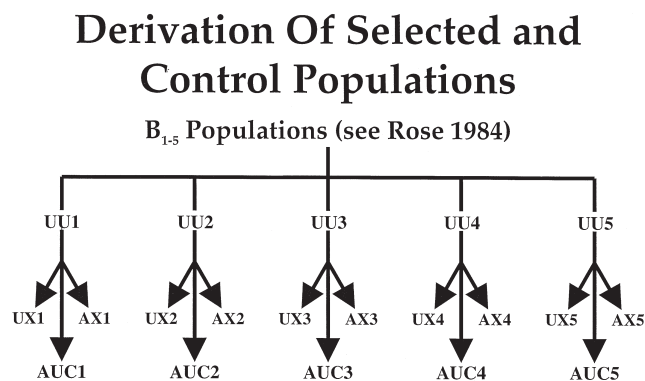 Derivation Of Selected and
Control Populations
B1-5 Populations (see Rose 1984)
UU1 UU2 UU3 UU4 UU5
UX1 AX1 UX2 AX2 UX3 AX3 UX4 AX4 UX5 AX5
AUC1 AUC2 AUC3 AUC4 AUC5